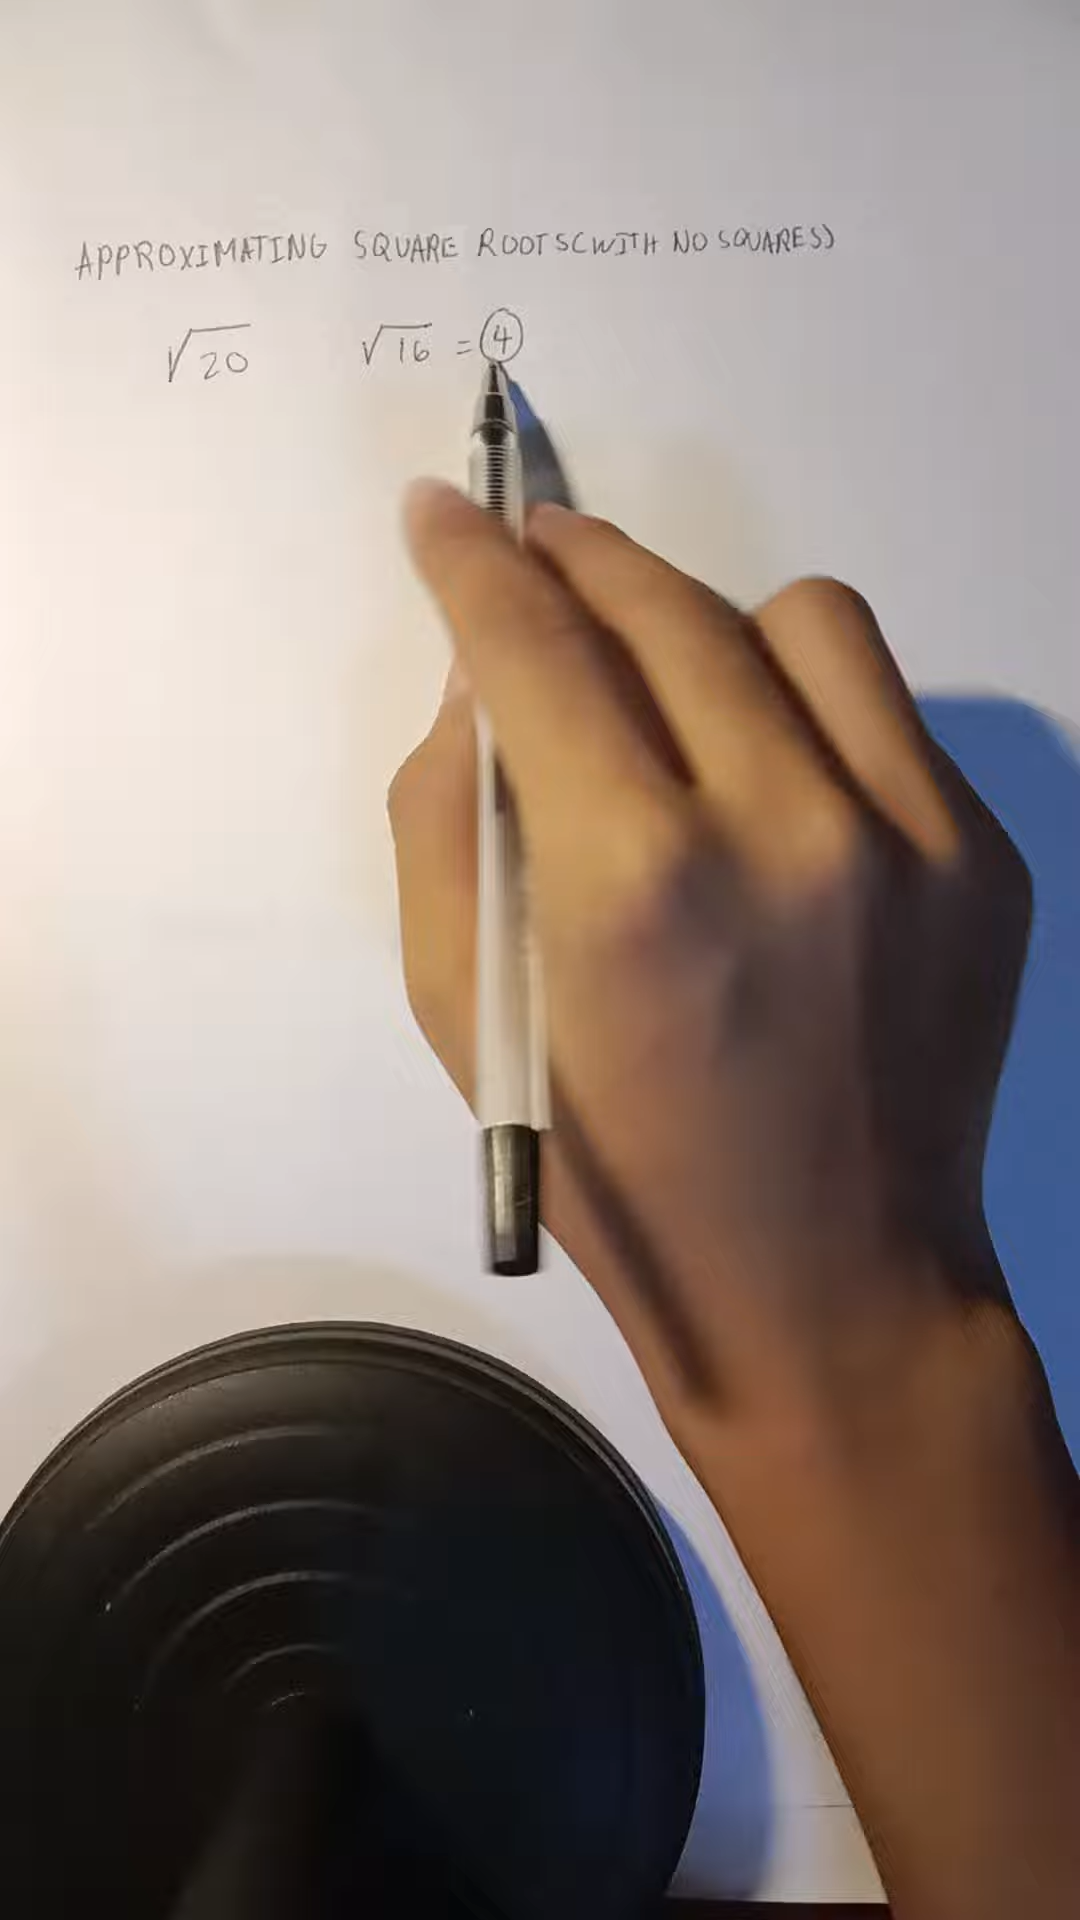 APPROXIMATING SQUARE ROOTS(WITH NO SQUARES)
√20 √16 = 4